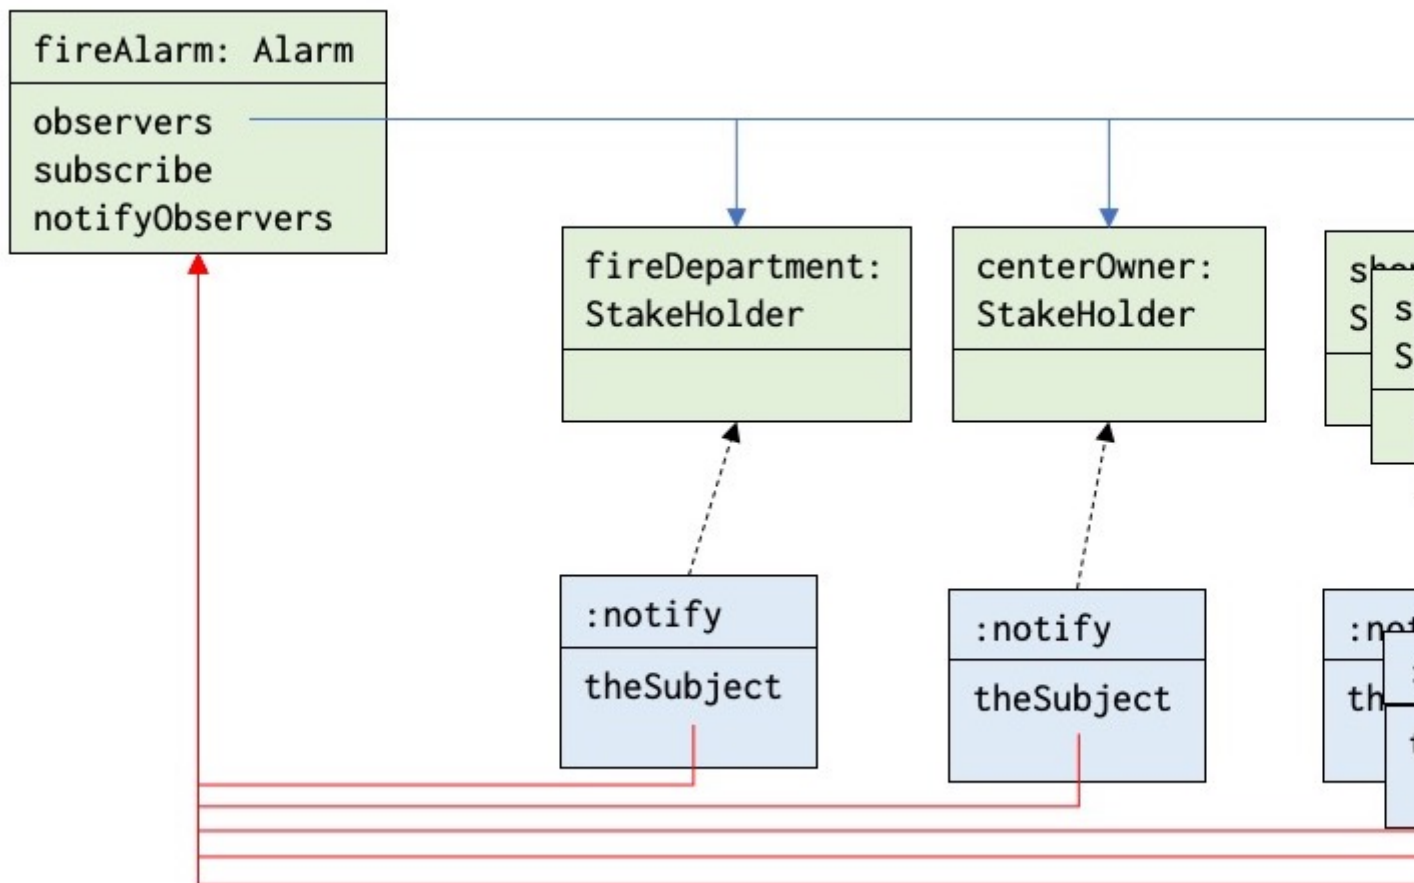 fireAlarm: Alarm
observers
subscribe
notifyObservers
fireDepartment:
StakeHolder
centerOwner:
StakeHolder
:notify
theSubject
:notify
theSubject